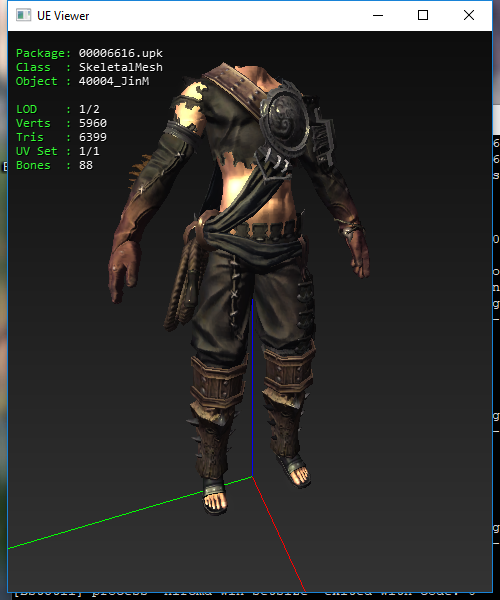 UE Viewer
Package: 00006616.upk
Class : SkeletalMesh
Object : 40004_JinM
LOD : 1/2
Verts : 5960
Tris : 6399
UV Set : 1/1
Bones : 88